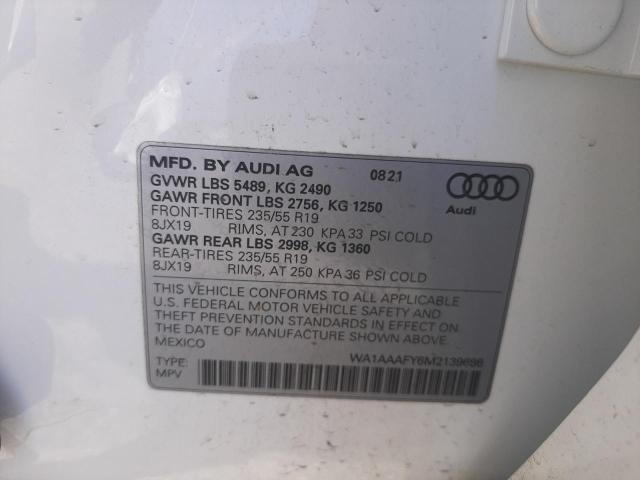 MFD. BY AUDI AG 08.21
GVWR LBS 5489, KG 2490
GAWR FRONT LBS 2756, KG 1250
FRONT-TIRES 235/55 R19
8JX19 RIMS, AT 230 KPA 33 PSI COLD
GAWR REAR LBS 2998, KG 1360
REAR-TIRES 235/55 R19
8JX19 RIMS, AT 250 KPA 36 PSI COLD
Audi
THIS VEHICLE CONFORMS TO ALL APPLICABLE
U.S. FEDERAL MOTOR VEHICLE SAFETY AND
THEFT PREVENTION STANDARDS IN EFFECT ON
THE DATE OF MANUFACTURE SHOWN ABOVE.
MEXICO
TYPE: WA1AAAFY6M2139696
MPV